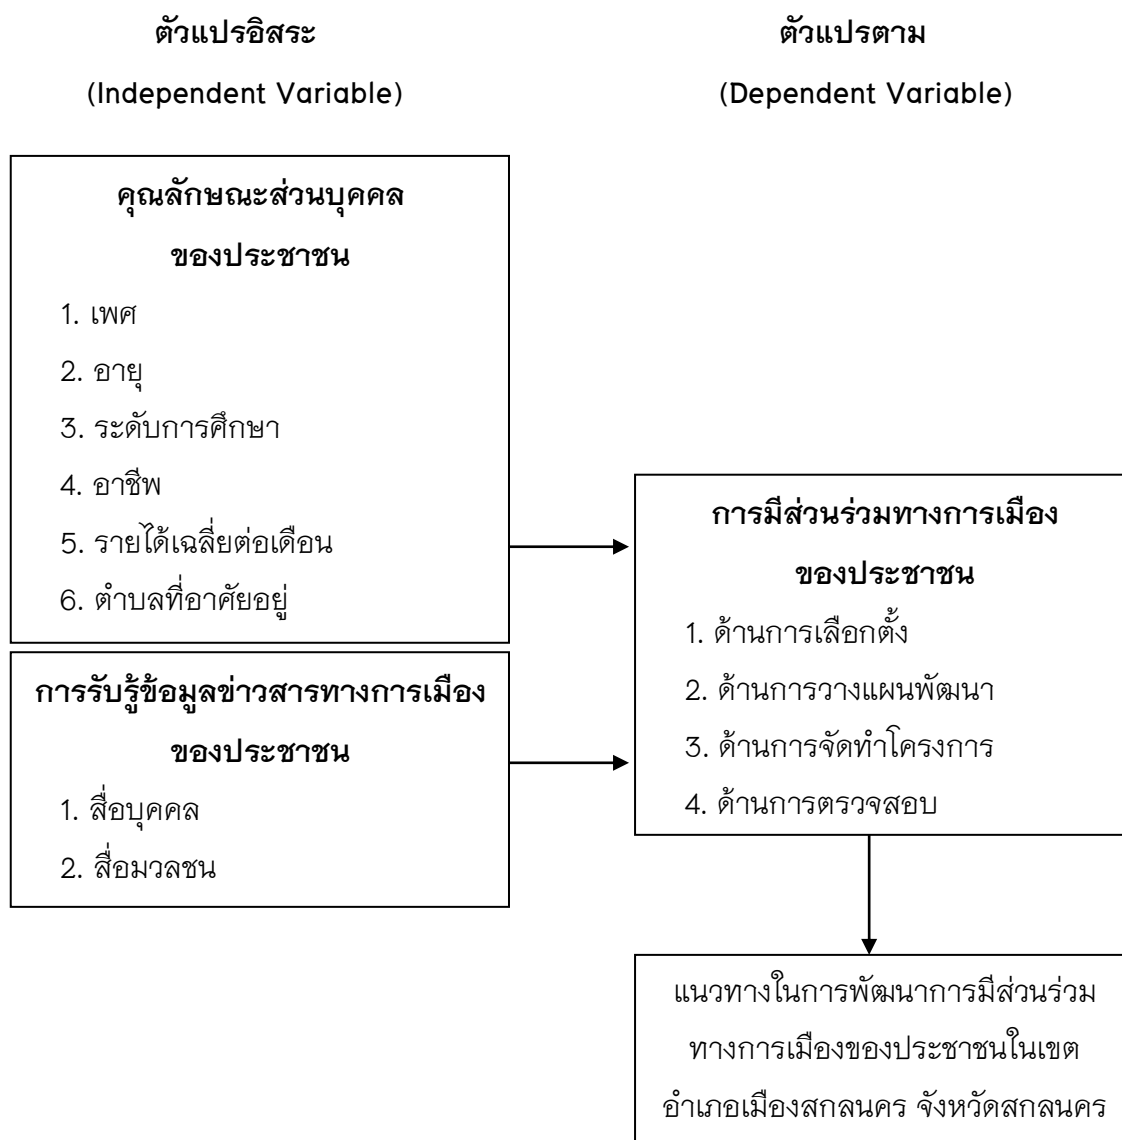 ตัวแปรอิสระ
(Independent Variable)
ตัวแปรตาม
(Dependent Variable)
คุณลักษณะส่วนบุคคล
ของประชาชน
1. เพศ
2. อายุ
3. ระดับการศึกษา
4. อาชีพ
5. รายได้เฉลี่ยต่อเดือน
6. ตำบลที่อาศัยอยู่
การรับรู้ข้อมูลข่าวสารทางการเมือง
ของประชาชน
1. สื่อบุคคล
2. สื่อมวลชน
การมีส่วนร่วมทางการเมือง
ของประชาชน
1. ด้านการเลือกตั้ง
2. ด้านการวางแผนพัฒนา
3. ด้านการจัดทำโครงการ
4. ด้านการตรวจสอบ
แนวทางในการพัฒนาการมีส่วนร่วม
ทางการเมืองของประชาชนในเขต
อำเภอเมืองสกลนคร จังหวัดสกลนคร